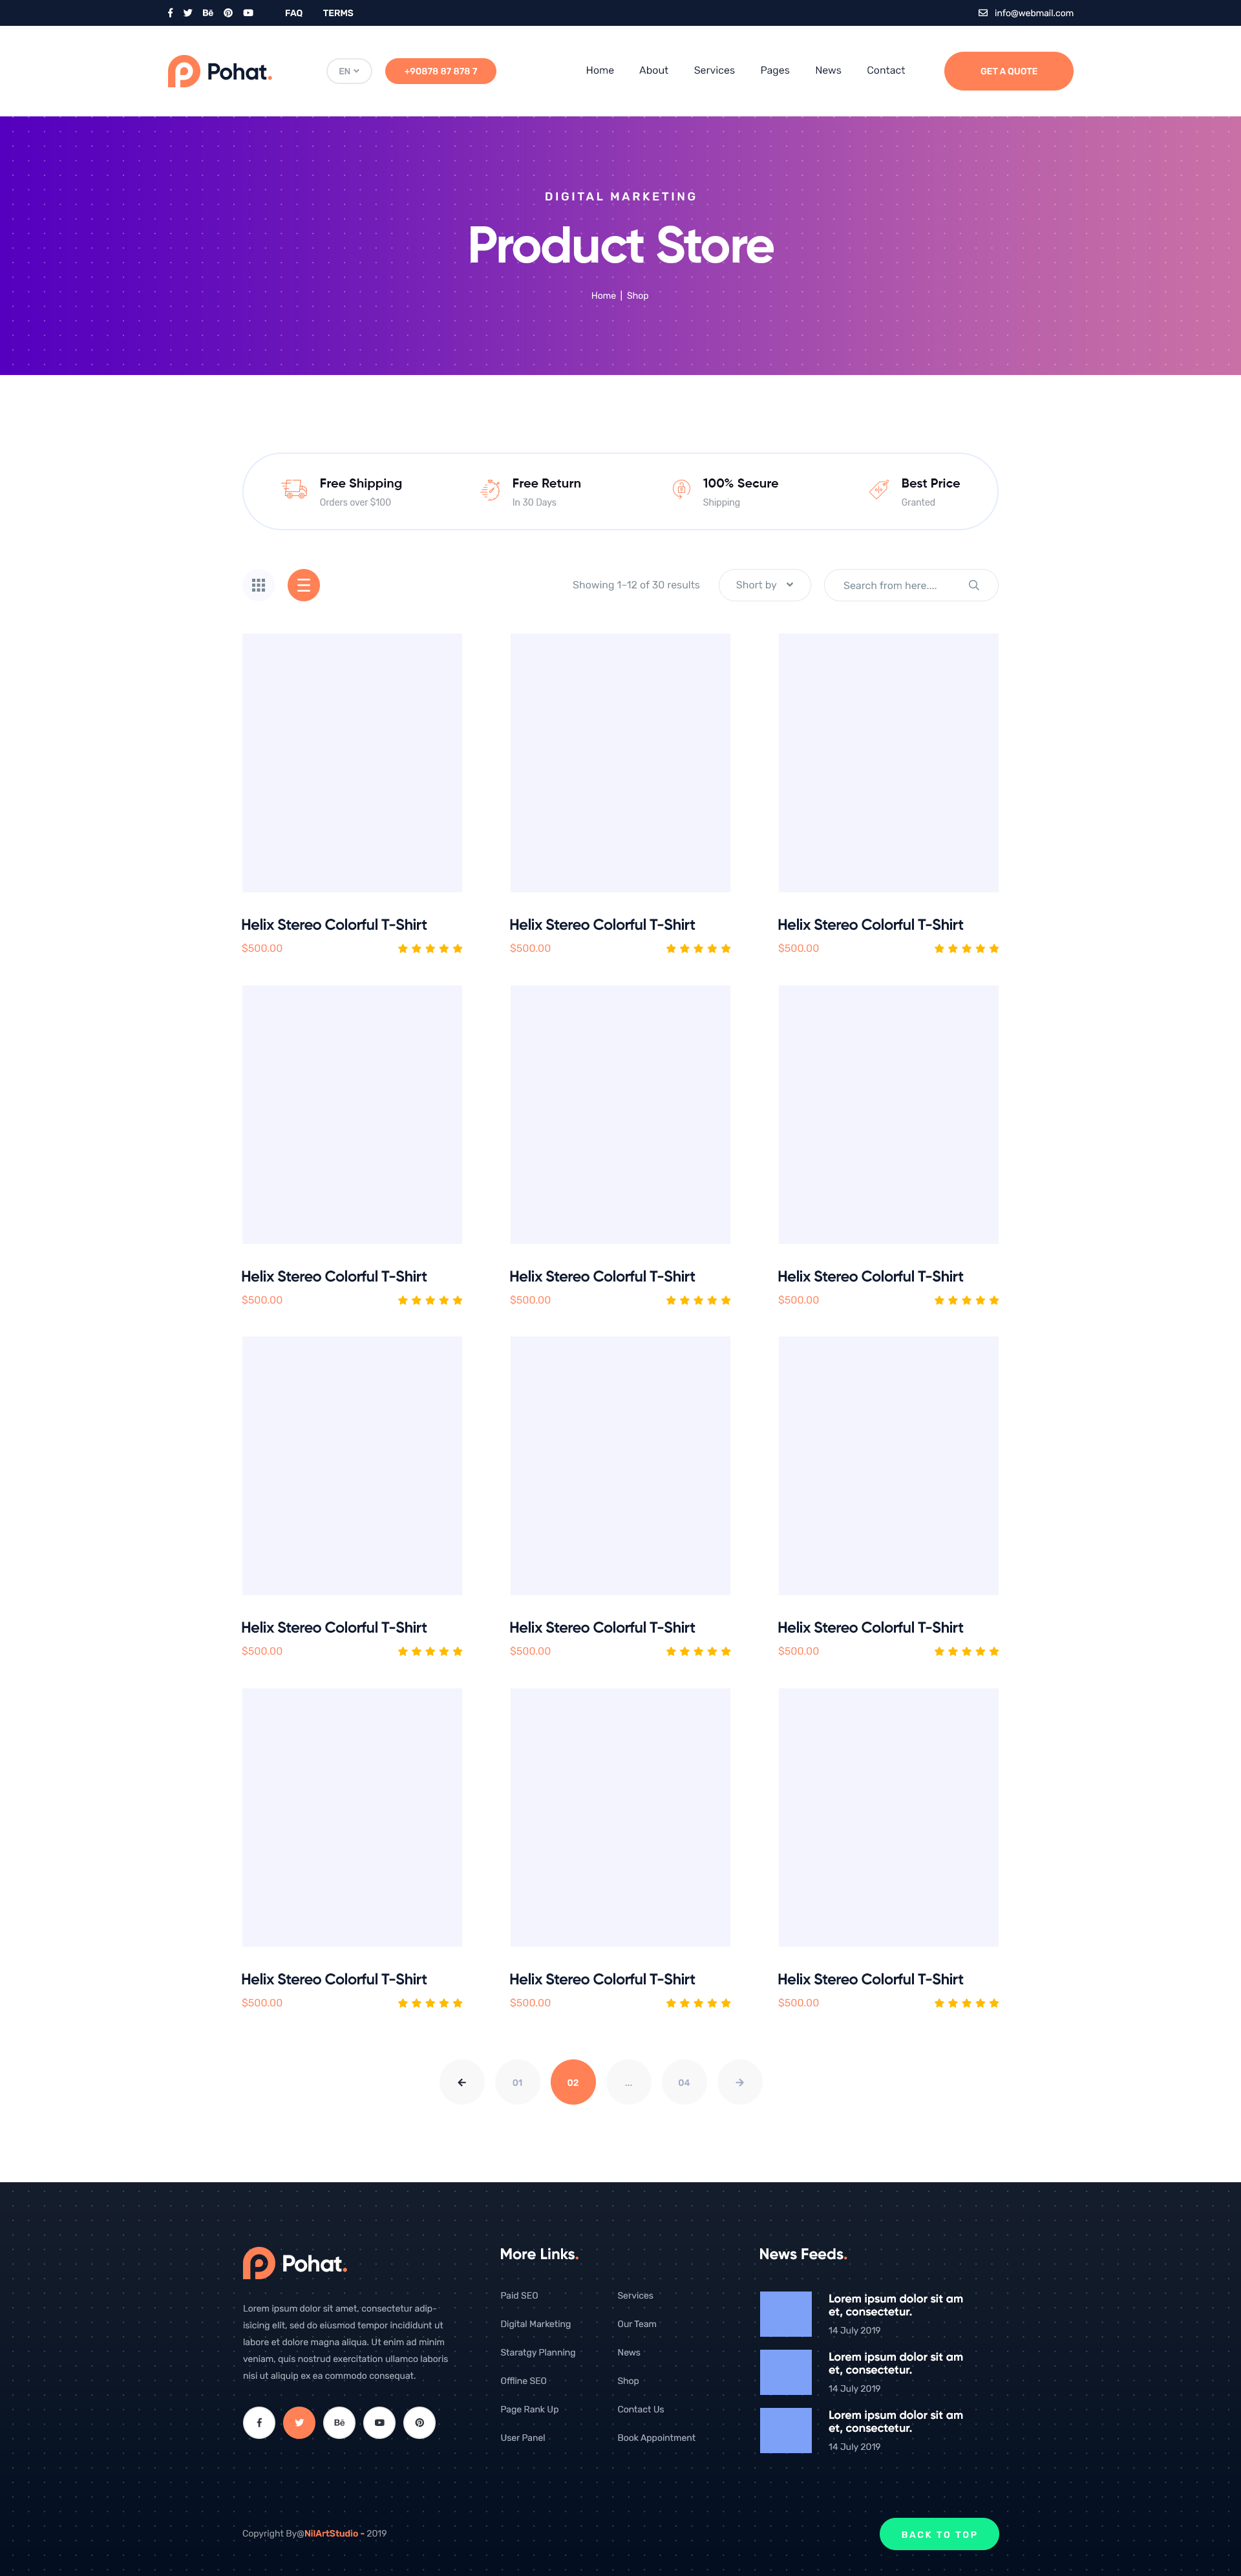 FAQ TERMS info@webmail.com
Pohat. EN +90878 87 878 7 Home About Services Pages News Contact GET A QUOTE
DIGITAL MARKETING
Product Store
Home | Shop
Free Shipping Free Return 100% Secure Best Price
Orders over $100 In 30 Days Shipping Granted
Showing 1-12 of 30 results Short by Search from here....
Helix Stereo Colorful T-Shirt Helix Stereo Colorful T-Shirt Helix Stereo Colorful T-Shirt
$500.00 $500.00 $500.00
Helix Stereo Colorful T-Shirt Helix Stereo Colorful T-Shirt Helix Stereo Colorful T-Shirt
$500.00 $500.00 $500.00
Helix Stereo Colorful T-Shirt Helix Stereo Colorful T-Shirt Helix Stereo Colorful T-Shirt
$500.00 $500.00 $500.00
Helix Stereo Colorful T-Shirt Helix Stereo Colorful T-Shirt Helix Stereo Colorful T-Shirt
$500.00 $500.00 $500.00
01 02 ... 04
Pohat.
Lorem ipsum dolor sit amet, consectetur adip-
isicing elit, sed do eiusmod tempor incididunt ut
labore et dolore magna aliqua. Ut enim ad minim
veniam, quis nostrud exercitation ullamco laboris
nisi ut aliquip ex ea commodo consequat.
More Links.
Paid SEO Services
Digital Marketing Our Team
Staratgy Planning News
Offline SEO Shop
Page Rank Up Contact Us
User Panel Book Appointment
News Feeds.
Lorem ipsum dolor sit am
et, consectetur.
14 July 2019
Lorem ipsum dolor sit am
et, consectetur.
14 July 2019
Lorem ipsum dolor sit am
et, consectetur.
14 July 2019
Copyright By@NilArtStudio - 2019 BACK TO TOP